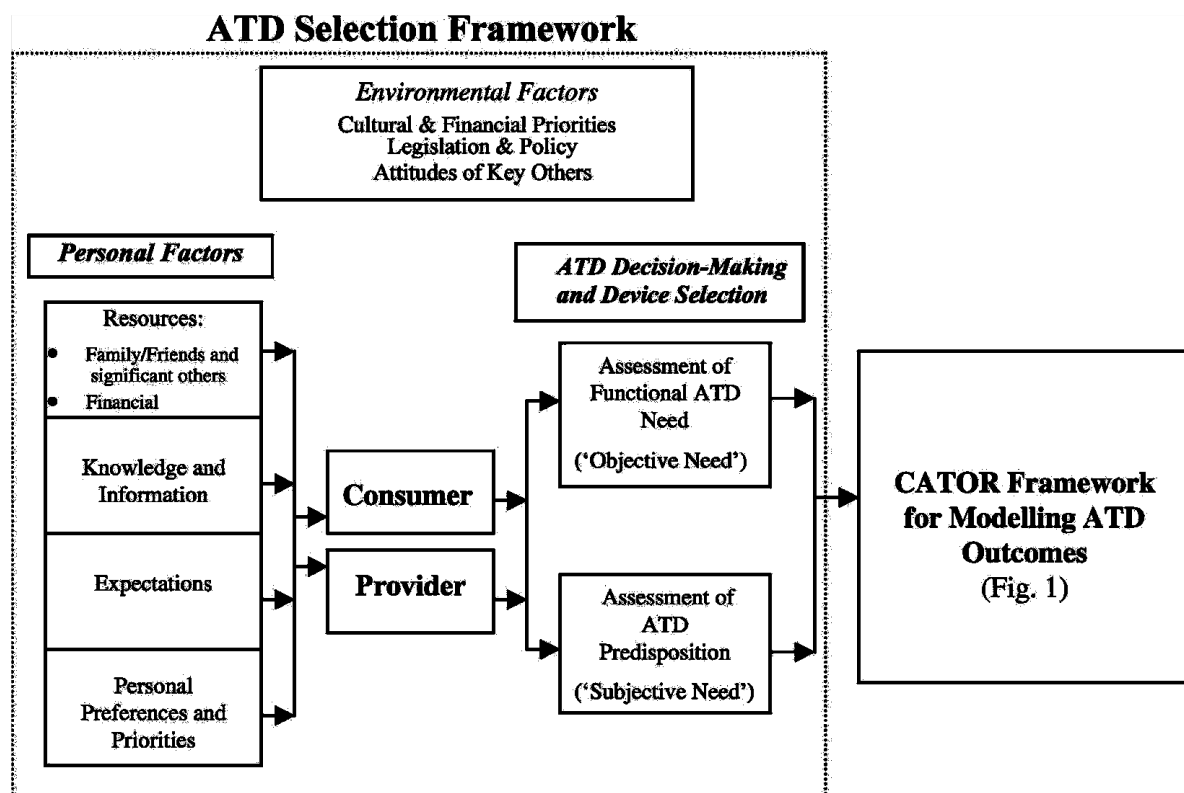 ATD Selection Framework
Environmental Factors
Cultural & Financial Priorities
Legislation & Policy
Attitudes of Key Others
Personal Factors
ATD Decision-Making
and Device Selection
Resources:
• Family/Friends and
significant others
• Financial
Knowledge and
Information
Expectations
Personal
Preferences and
Priorities
Consumer
Provider
Assessment of
Functional ATD
Need
(‘Objective Need’)
Assessment of
ATD
Predisposition
(‘Subjective Need’)
CATOR Framework
for Modelling ATD
Outcomes
(Fig. 1)